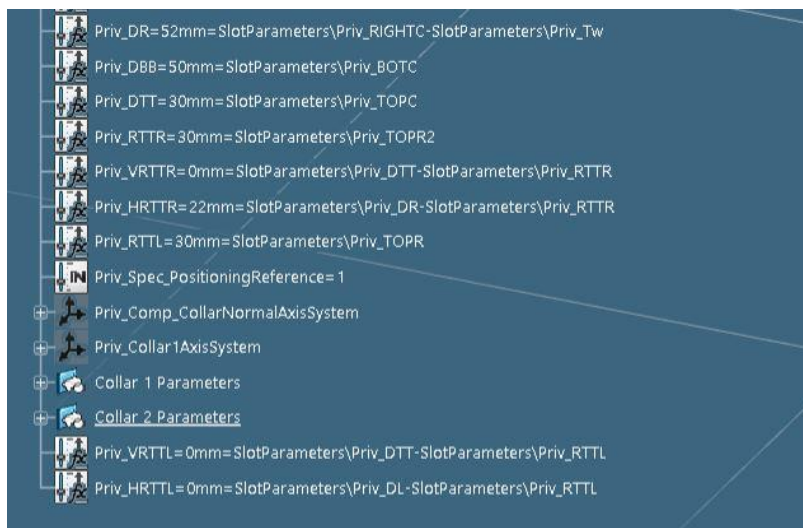 Priv_DR=52mm=SlotParameters\Priv_RIGHTC-SlotParameters\Priv_Tw
Priv_DBB=50mm=SlotParameters\Priv_BOTC
Priv_DTT=30mm=SlotParameters\Priv_TOPC
Priv_RTTR=30mm=SlotParameters\Priv_TOPR2
Priv_VRTTR=0mm=SlotParameters\Priv_DTT-SlotParameters\Priv_RTTR
Priv_HRTTR=22mm=SlotParameters\Priv_DR-SlotParameters\Priv_RTTR
Priv_RTTL=30mm=SlotParameters\Priv_TOPR
IN Priv_Spec_PositioningReference=1
Priv_Comp_CollarNormalAxisSystem
Priv_Collar1AxisSystem
Collar 1 Parameters
Collar 2 Parameters
Priv_VRTTL=0mm=SlotParameters\Priv_DTT-SlotParameters\Priv_RTTL
Priv_HRTTL=0mm=SlotParameters\Priv_DL-SlotParameters\Priv_RTTL